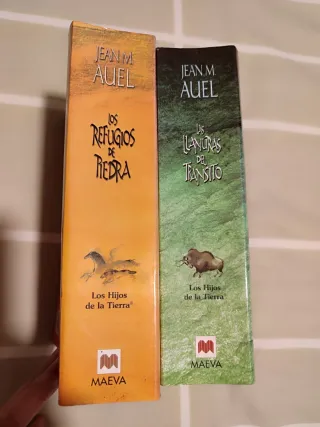 JEAN M
AUEL
LOS
REFUGIOS
DE
PIEDRA
Los Hijos
de la Tierra®
MAEVA
JEAN M
AUEL
LAS
LLANURAS
DEL
TRÁNSITO
Los Hijos
de la Tierra®
MAEVA